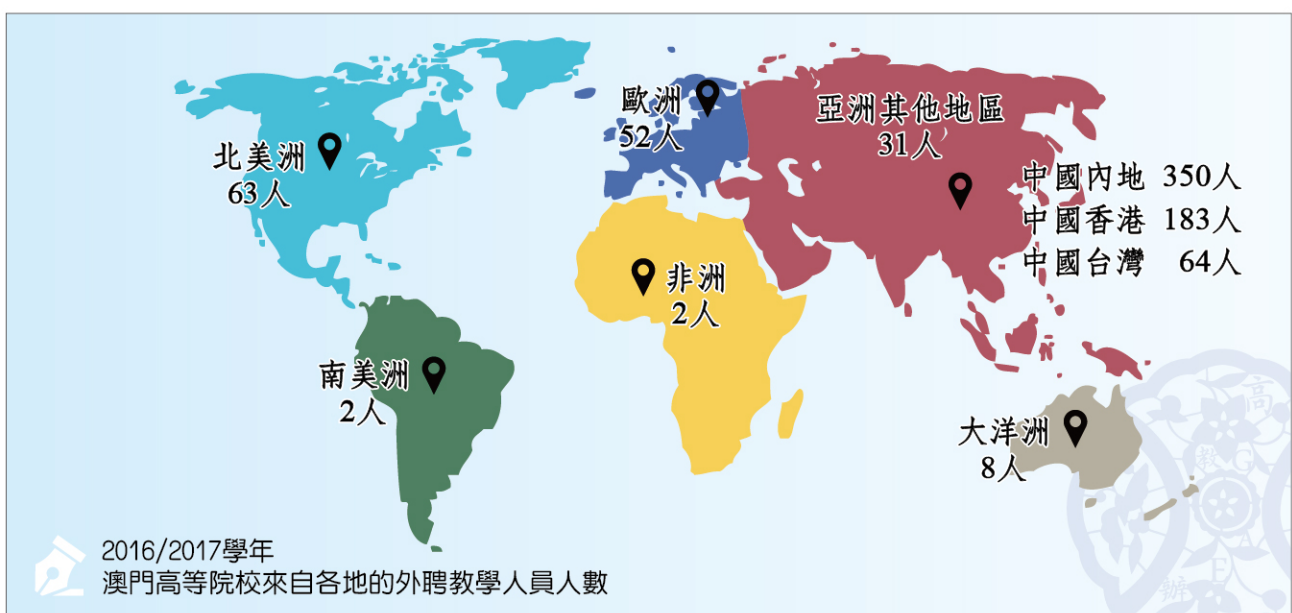 北美洲
63人
歐洲
52人
亞洲其他地區
31人
中國內地 350人
中國香港 183人
中國台灣 64人
非洲
2人
南美洲
2人
大洋洲
8人
2016/2017學年
澳門高等院校來自各地的外聘教學人員人數
高
教
辦
G
A
E